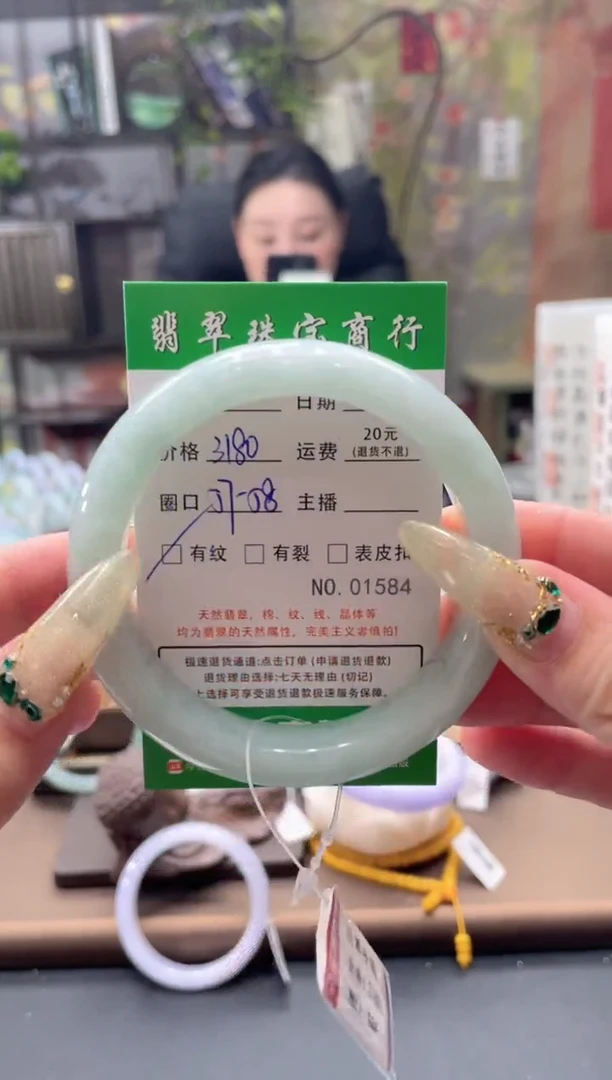 翡翠珠宝商行
日期
价格 3180 运费 20元
(退货不退)
圈口 57-58 主播
有纹 有裂 表皮
NO.01584
天然翡翠,棉、纹、线、晶体等
均为翡翠的天然属性,完美主义者慎拍!
极速退货通道:点击订单(申请退货退款)
退货理由选择:七天无理由(切记)
上选择可享受退货退款极速服务保障。